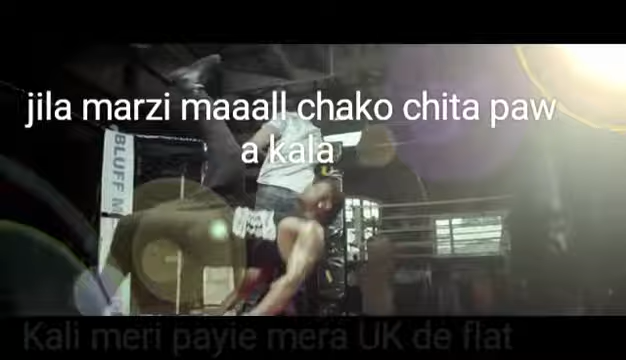 jila marzi maaall chako chita paw
a kala
BLUFF M
Kali meri payie mera UK de flat